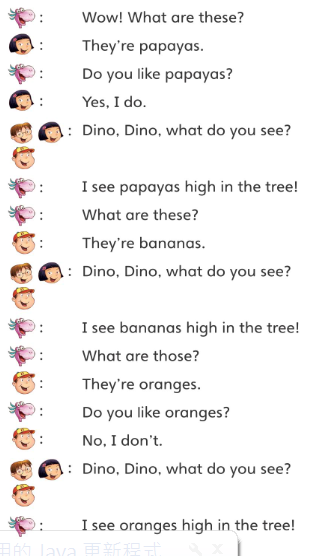 : Wow! What are these?
: They're papayas.
: Do you like papayas?
: Yes, I do.
: Dino, Dino, what do you see?
: I see papayas high in the tree!
: What are these?
: They're bananas.
: Dino, Dino, what do you see?
: I see bananas high in the tree!
: What are those?
: They're oranges.
: Do you like oranges?
: No, I don't.
: Dino, Dino, what do you see?
: I see oranges high in the tree!
用的 Java 更新程式